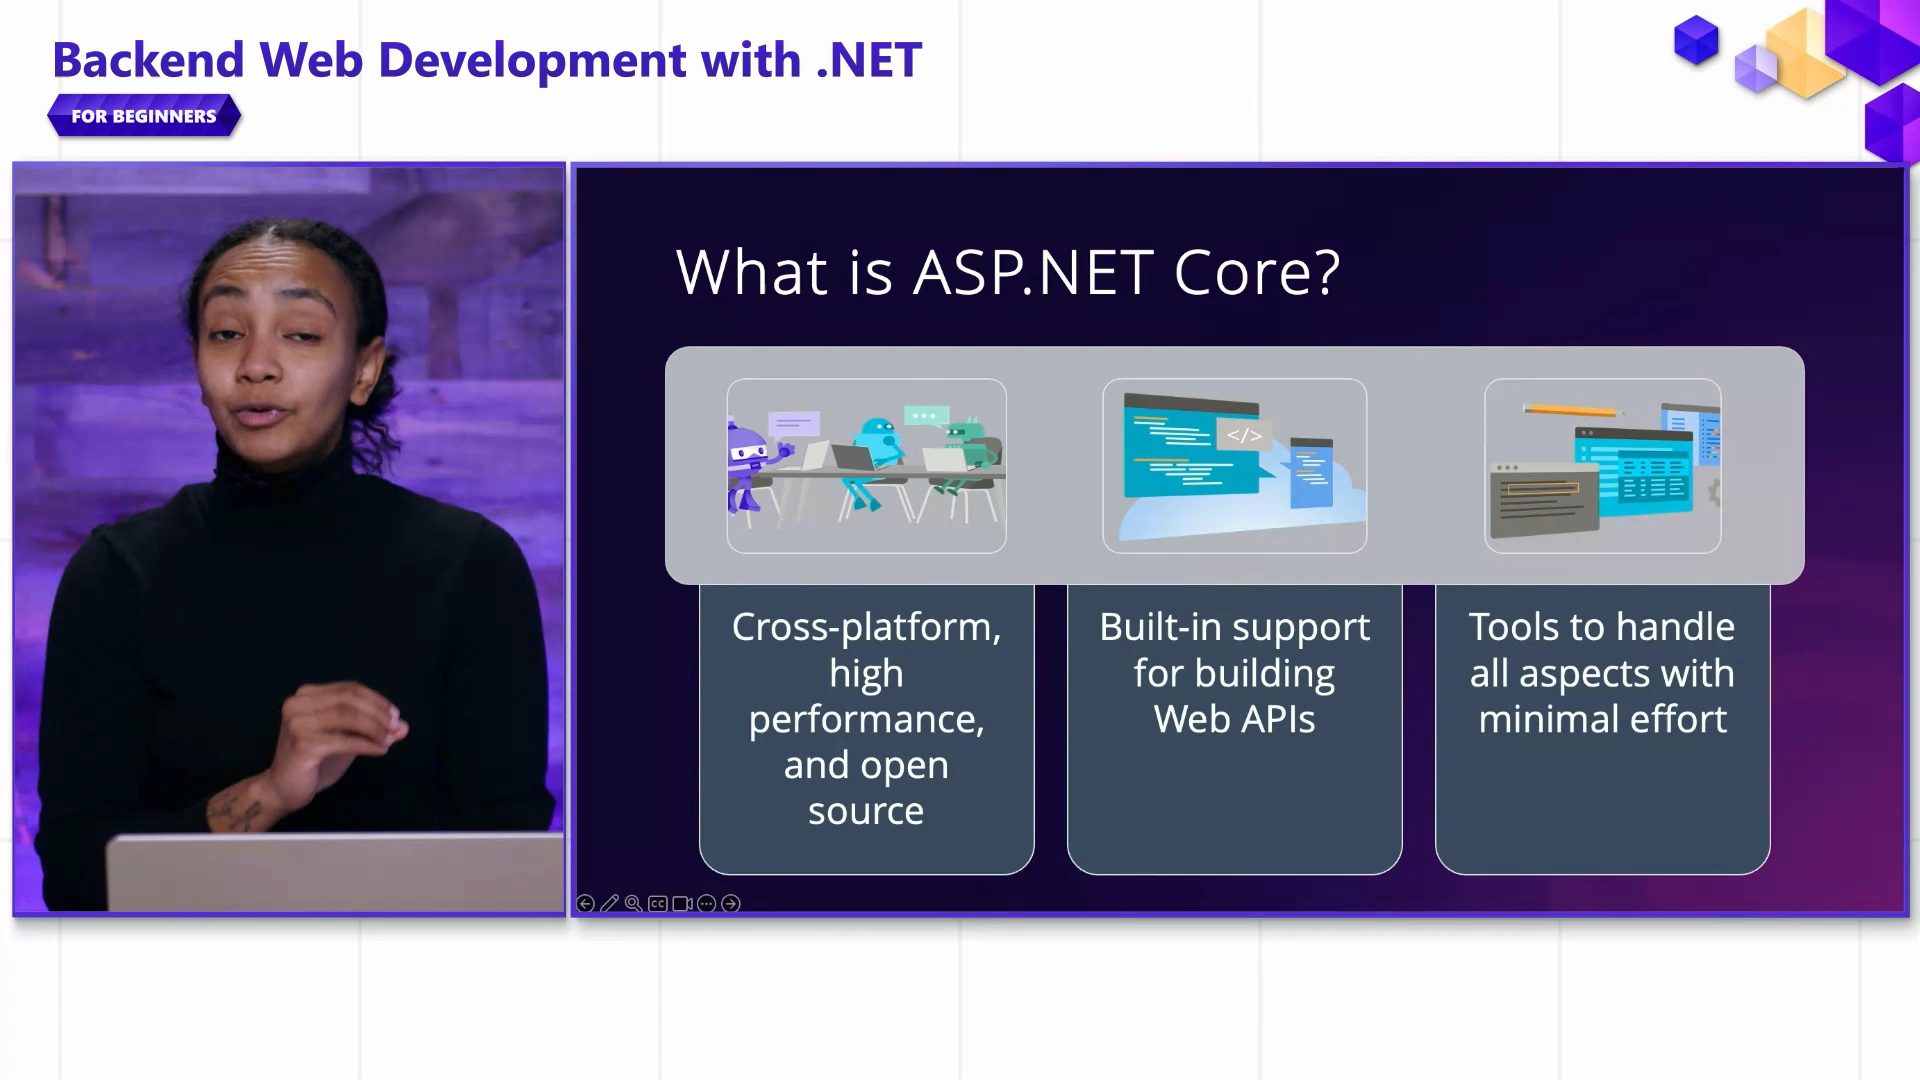 Backend Web Development with .NET
FOR BEGINNERS
What is ASP.NET Core?
</>
Cross-platform,
high
performance,
and open
source
Built-in support
for building
Web APIs
Tools to handle
all aspects with
minimal effort
CC